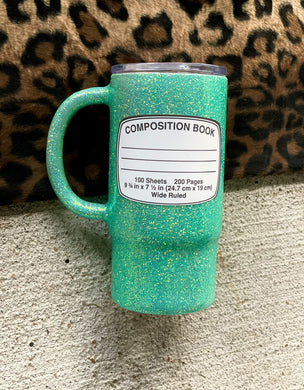 COMPOSITION BOOK
100 Sheets 200 Pages
9 ¾ in x 7 ½ in (24.7 cm x 19 cm)
Wide Ruled